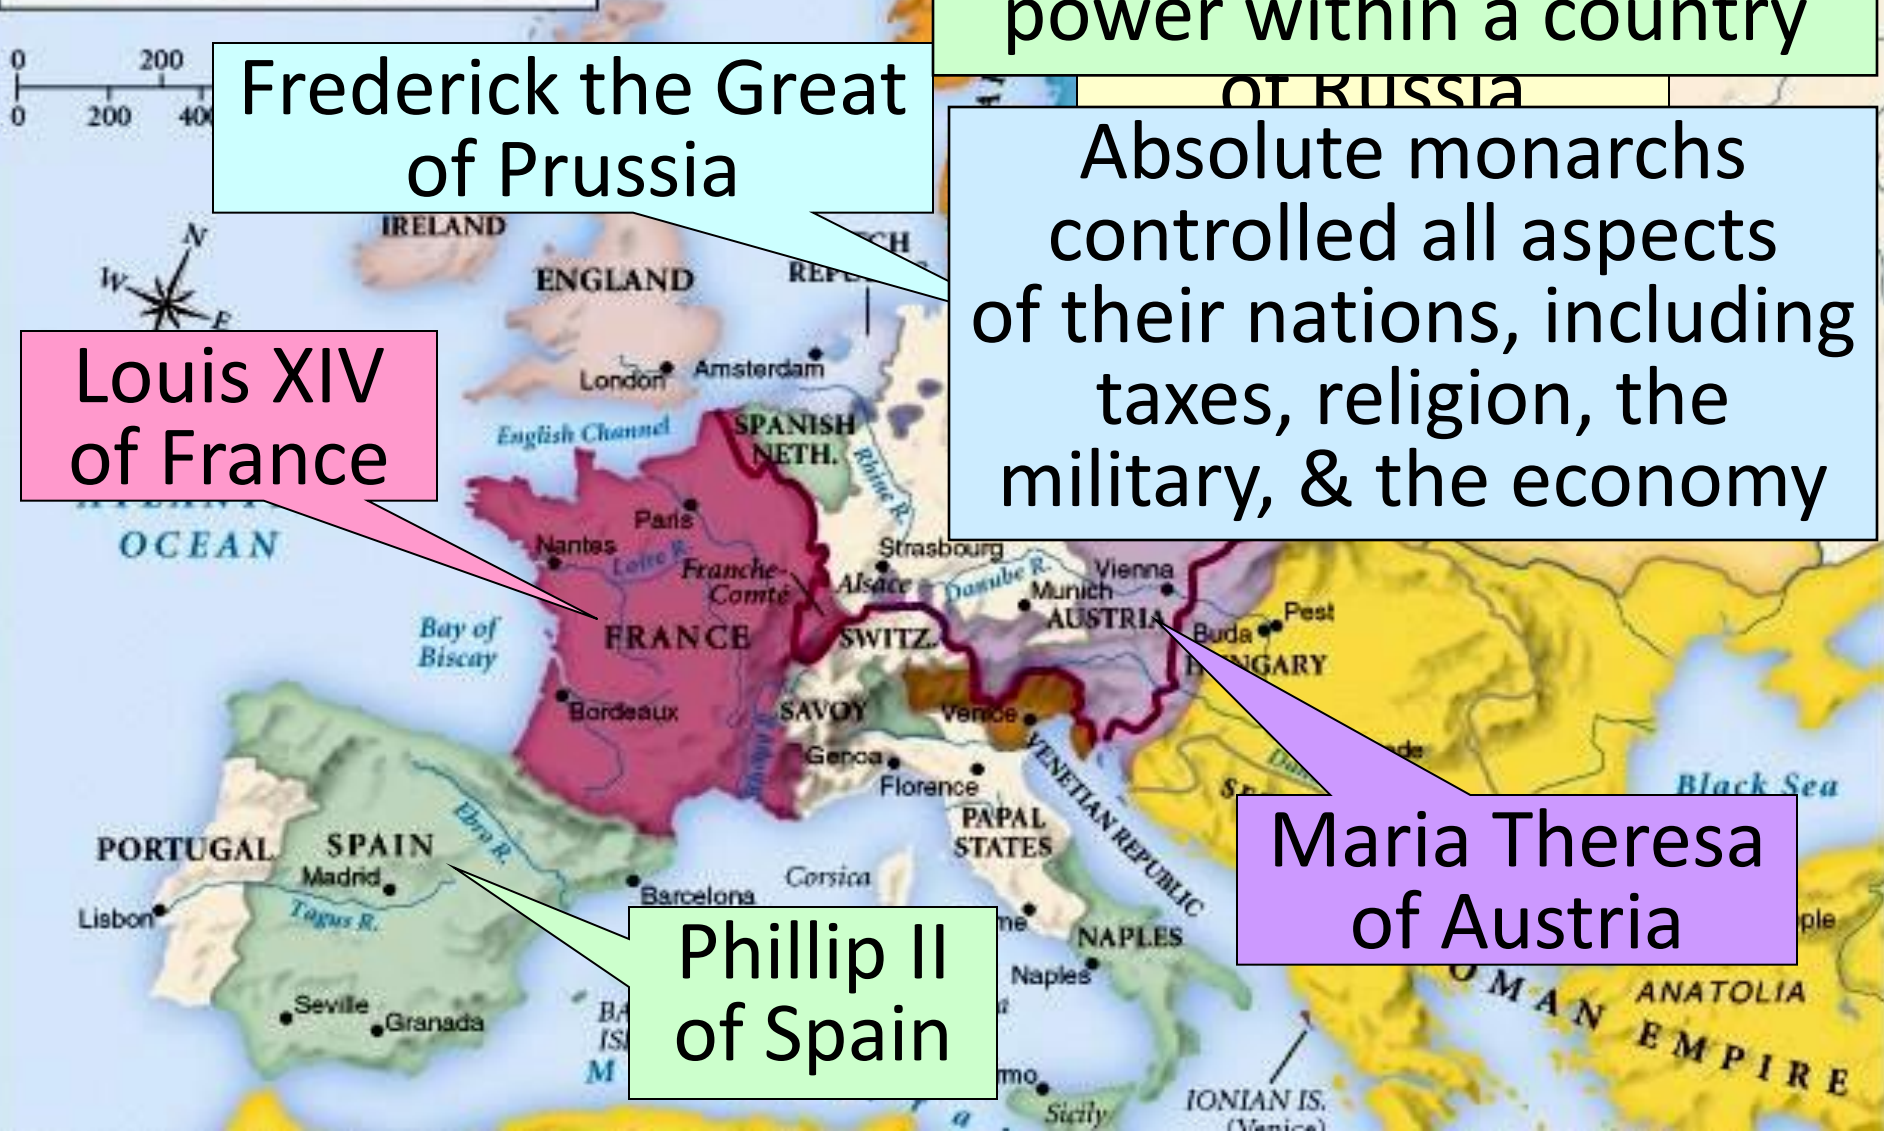 power within a country
of Russia
0 200
0 200 400
Frederick the Great
of Prussia
Absolute monarchs
controlled all aspects
of their nations, including
taxes, religion, the
military, & the economy
IRELAND
N
W
E
ENGLAND
London
Amsterdam
Louis XIV
of France
English Channel
SPANISH
NETH.
Rhine R.
OCEAN
Paris
Nantes
Loire R.
Franche-
Comté
Strasbourg
Alsace
Danube R.
Munich
Vienna
AUSTRIA
Buda
Pest
Bay of
Biscay
FRANCE
SWITZ.
Bordeaux
SAVOY
Venice
Genoa
Florence
VENETIAN REPUBLIC
Black Sea
PAPAL
STATES
Maria Theresa
of Austria
PORTUGAL
SPAIN
Ebro R.
Madrid
Lisbon
Tagus R.
Barcelona
Corsica
Phillip II
of Spain
NAPLES
Naples
Seville
Granada
ANATOLIA
OMAN EMPIRE
M
Sicily
IONIAN IS.
(Venice)